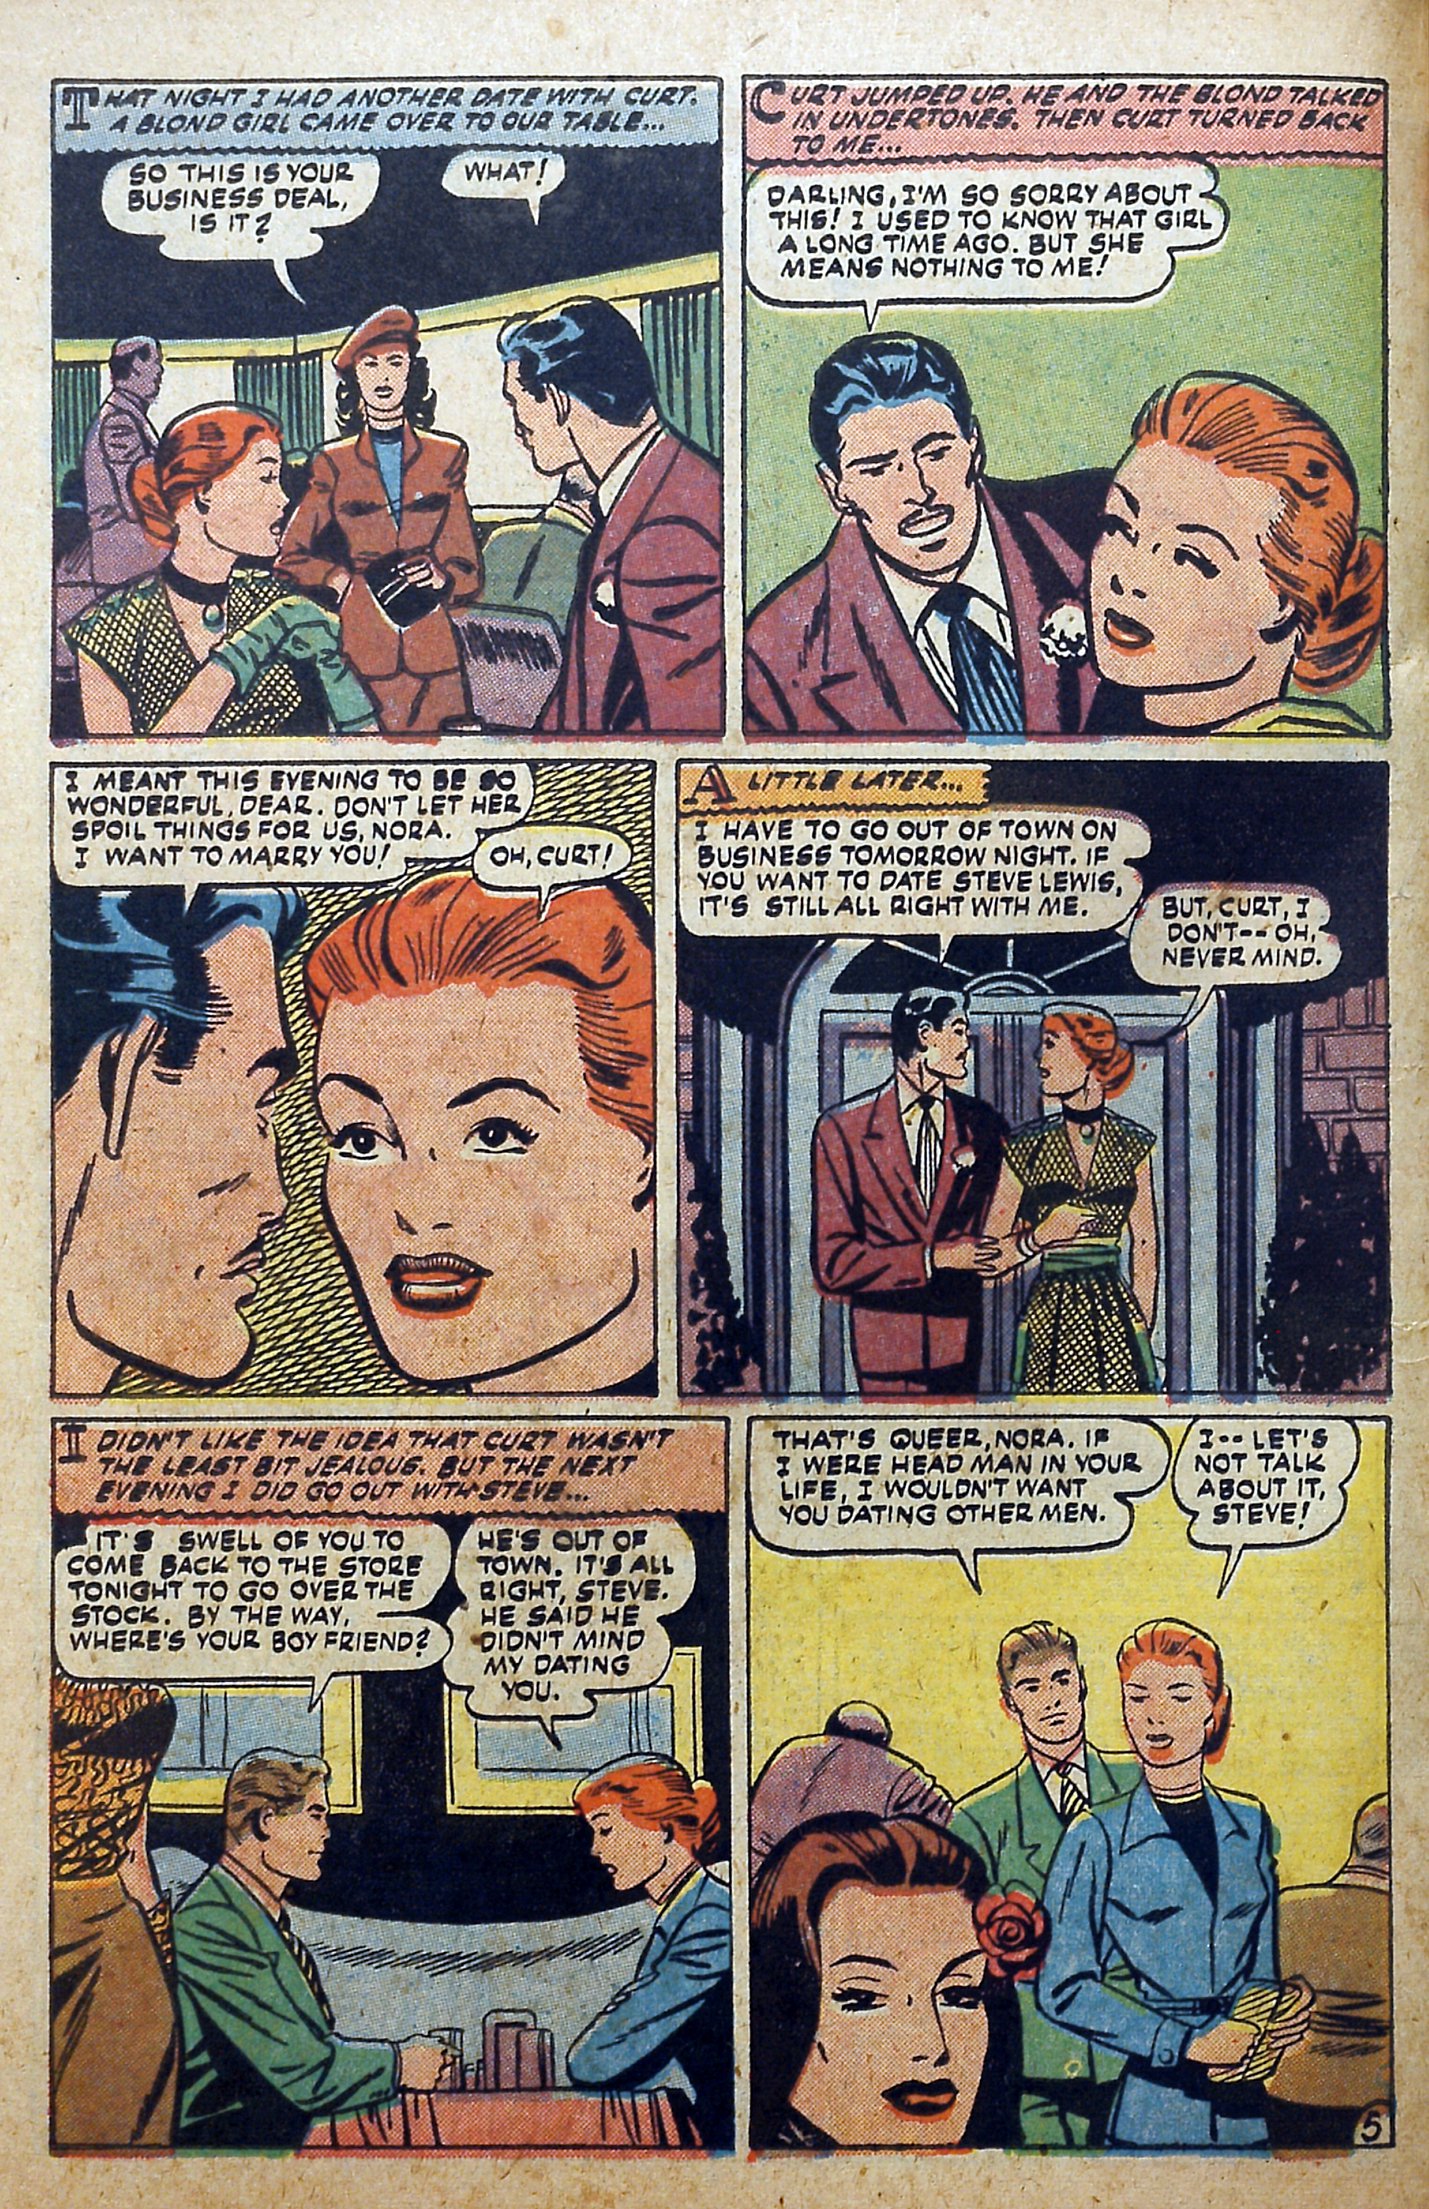 THAT NIGHT I HAD ANOTHER DATE WITH CURT.
A BLOND GIRL CAME OVER TO OUR TABLE...
SO THIS IS YOUR
BUSINESS DEAL,
IS IT?
WHAT!
CURT JUMPED UP. HE AND THE BLOND TALKED
IN UNDERTONES. THEN CURT TURNED BACK
TO ME...
DARLING, I'M SO SORRY ABOUT
THIS! I USED TO KNOW THAT GIRL
A LONG TIME AGO. BUT SHE
MEANS NOTHING TO ME!
I MEANT THIS EVENING TO BE SO
WONDERFUL, DEAR. DON'T LET HER
SPOIL THINGS FOR US, NORA.
I WANT TO MARRY YOU!
OH, CURT!
A LITTLE LATER...
I HAVE TO GO OUT OF TOWN ON
BUSINESS TOMORROW NIGHT. IF
YOU WANT TO DATE STEVE LEWIS,
IT'S STILL ALL RIGHT WITH ME.
BUT, CURT, I
DON'T-- OH,
NEVER MIND.
I DIDN'T LIKE THE IDEA THAT CURT WASN'T
THE LEAST BIT JEALOUS. BUT THE NEXT
EVENING I DID GO OUT WITH STEVE...
IT'S SWELL OF YOU TO
COME BACK TO THE STORE
TONIGHT TO GO OVER THE
STOCK. BY THE WAY,
WHERE'S YOUR BOY FRIEND?
HE'S OUT OF
TOWN. IT'S ALL
RIGHT, STEVE.
HE SAID HE
DIDN'T MIND
MY DATING
YOU.
THAT'S QUEER, NORA. IF
I WERE HEAD MAN IN YOUR
LIFE, I WOULDN'T WANT
YOU DATING OTHER MEN.
I-- LET'S
NOT TALK
ABOUT IT,
STEVE!
5